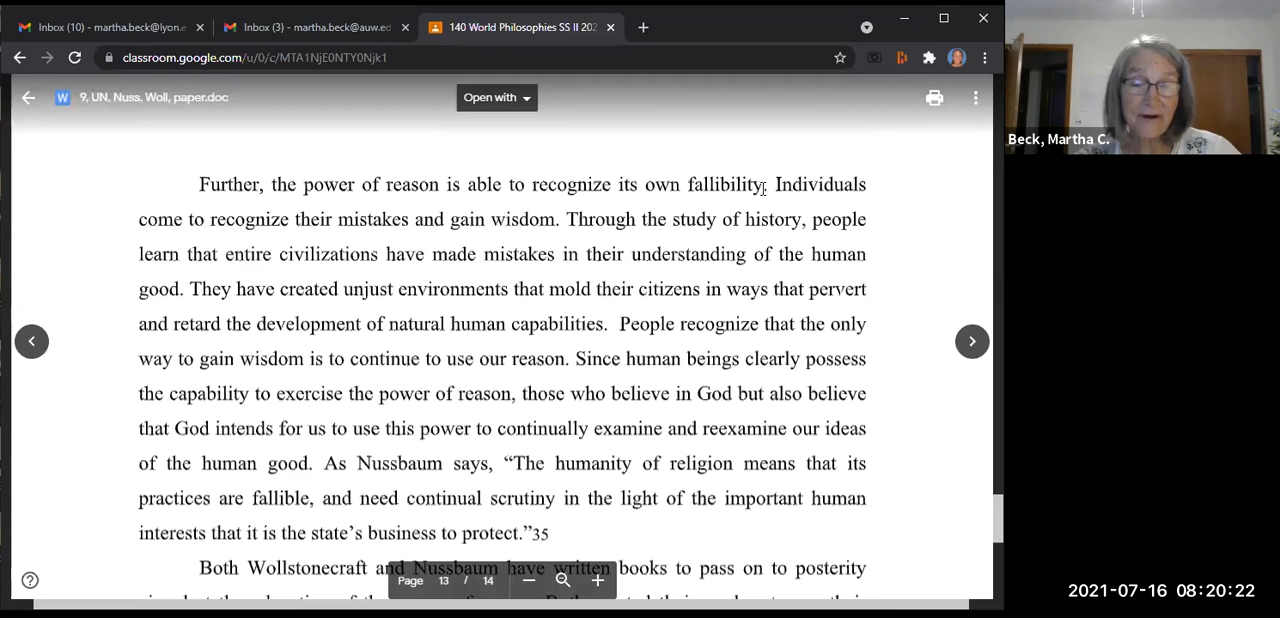 Inbox (10) - martha.beck@lyon.e
Inbox (3) - martha.beck@auw.ed
140 World Philosophies SS II 202
classroom.google.com/u/0/c/MTA1NjE0NTY0Njk1
W 9, UN, Nuss, Woll, paper.doc
Open with
Beck, Martha C.
Further, the power of reason is able to recognize its own fallibility. Individuals
come to recognize their mistakes and gain wisdom. Through the study of history, people
learn that entire civilizations have made mistakes in their understanding of the human
good. They have created unjust environments that mold their citizens in ways that pervert
and retard the development of natural human capabilities. People recognize that the only
way to gain wisdom is to continue to use our reason. Since human beings clearly possess
the capability to exercise the power of reason, those who believe in God but also believe
that God intends for us to use this power to continually examine and reexamine our ideas
of the human good. As Nussbaum says, “The humanity of religion means that its
practices are fallible, and need continual scrutiny in the light of the important human
interests that it is the state’s business to protect.”35
Both Wollstonecraft and Nussbaum have written books to pass on to posterity
Page 13 / 14
2021-07-16 08:20:22